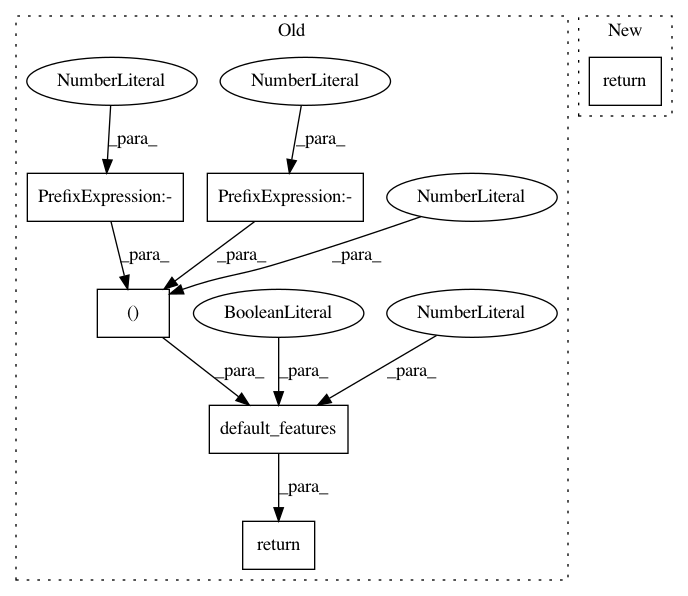 Old
New
NumberLiteral
NumberLiteral
return
_para_
_para_
PrefixExpression:-
PrefixExpression:-
NumberLiteral
_para_
_para_
_para_
()
BooleanLiteral
NumberLiteral
_para_
_para_
_para_
default_features
_para_
return